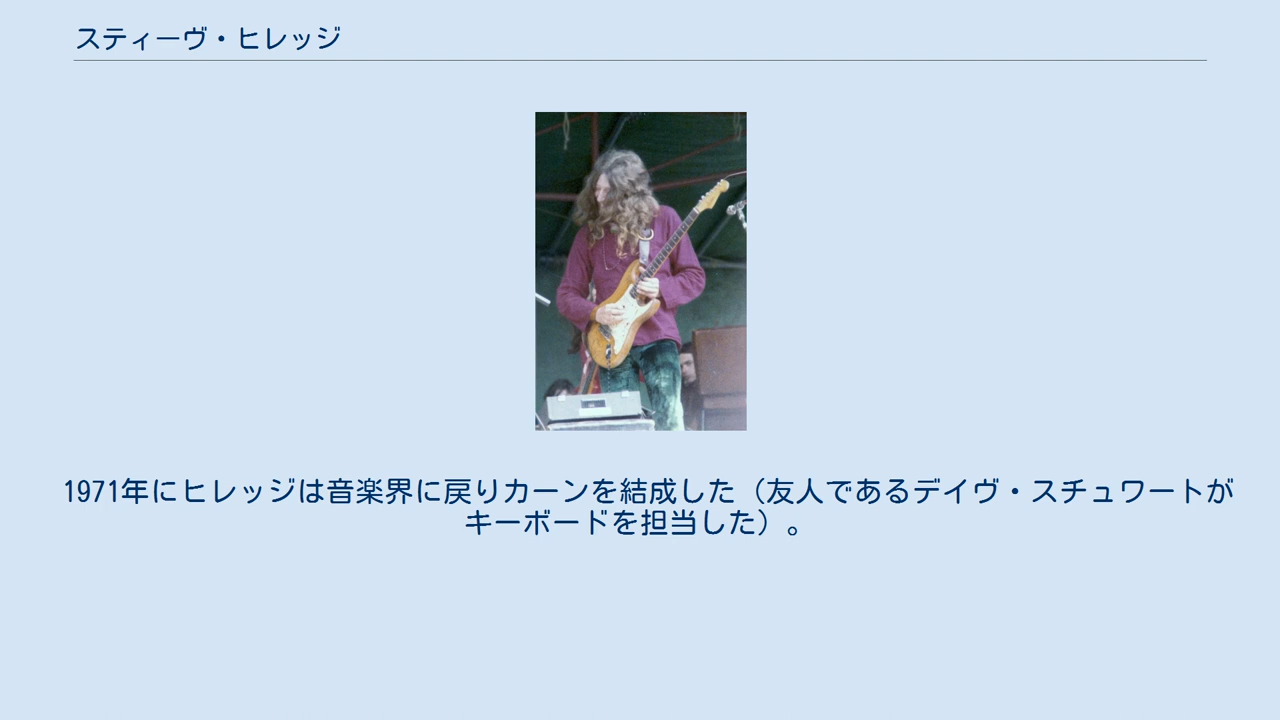 スティーヴ・ヒレッジ
1971年にヒレッジは音楽界に戻りカーンを結成した（友人であるデイヴ・スチュワートが
キーボードを担当した）。